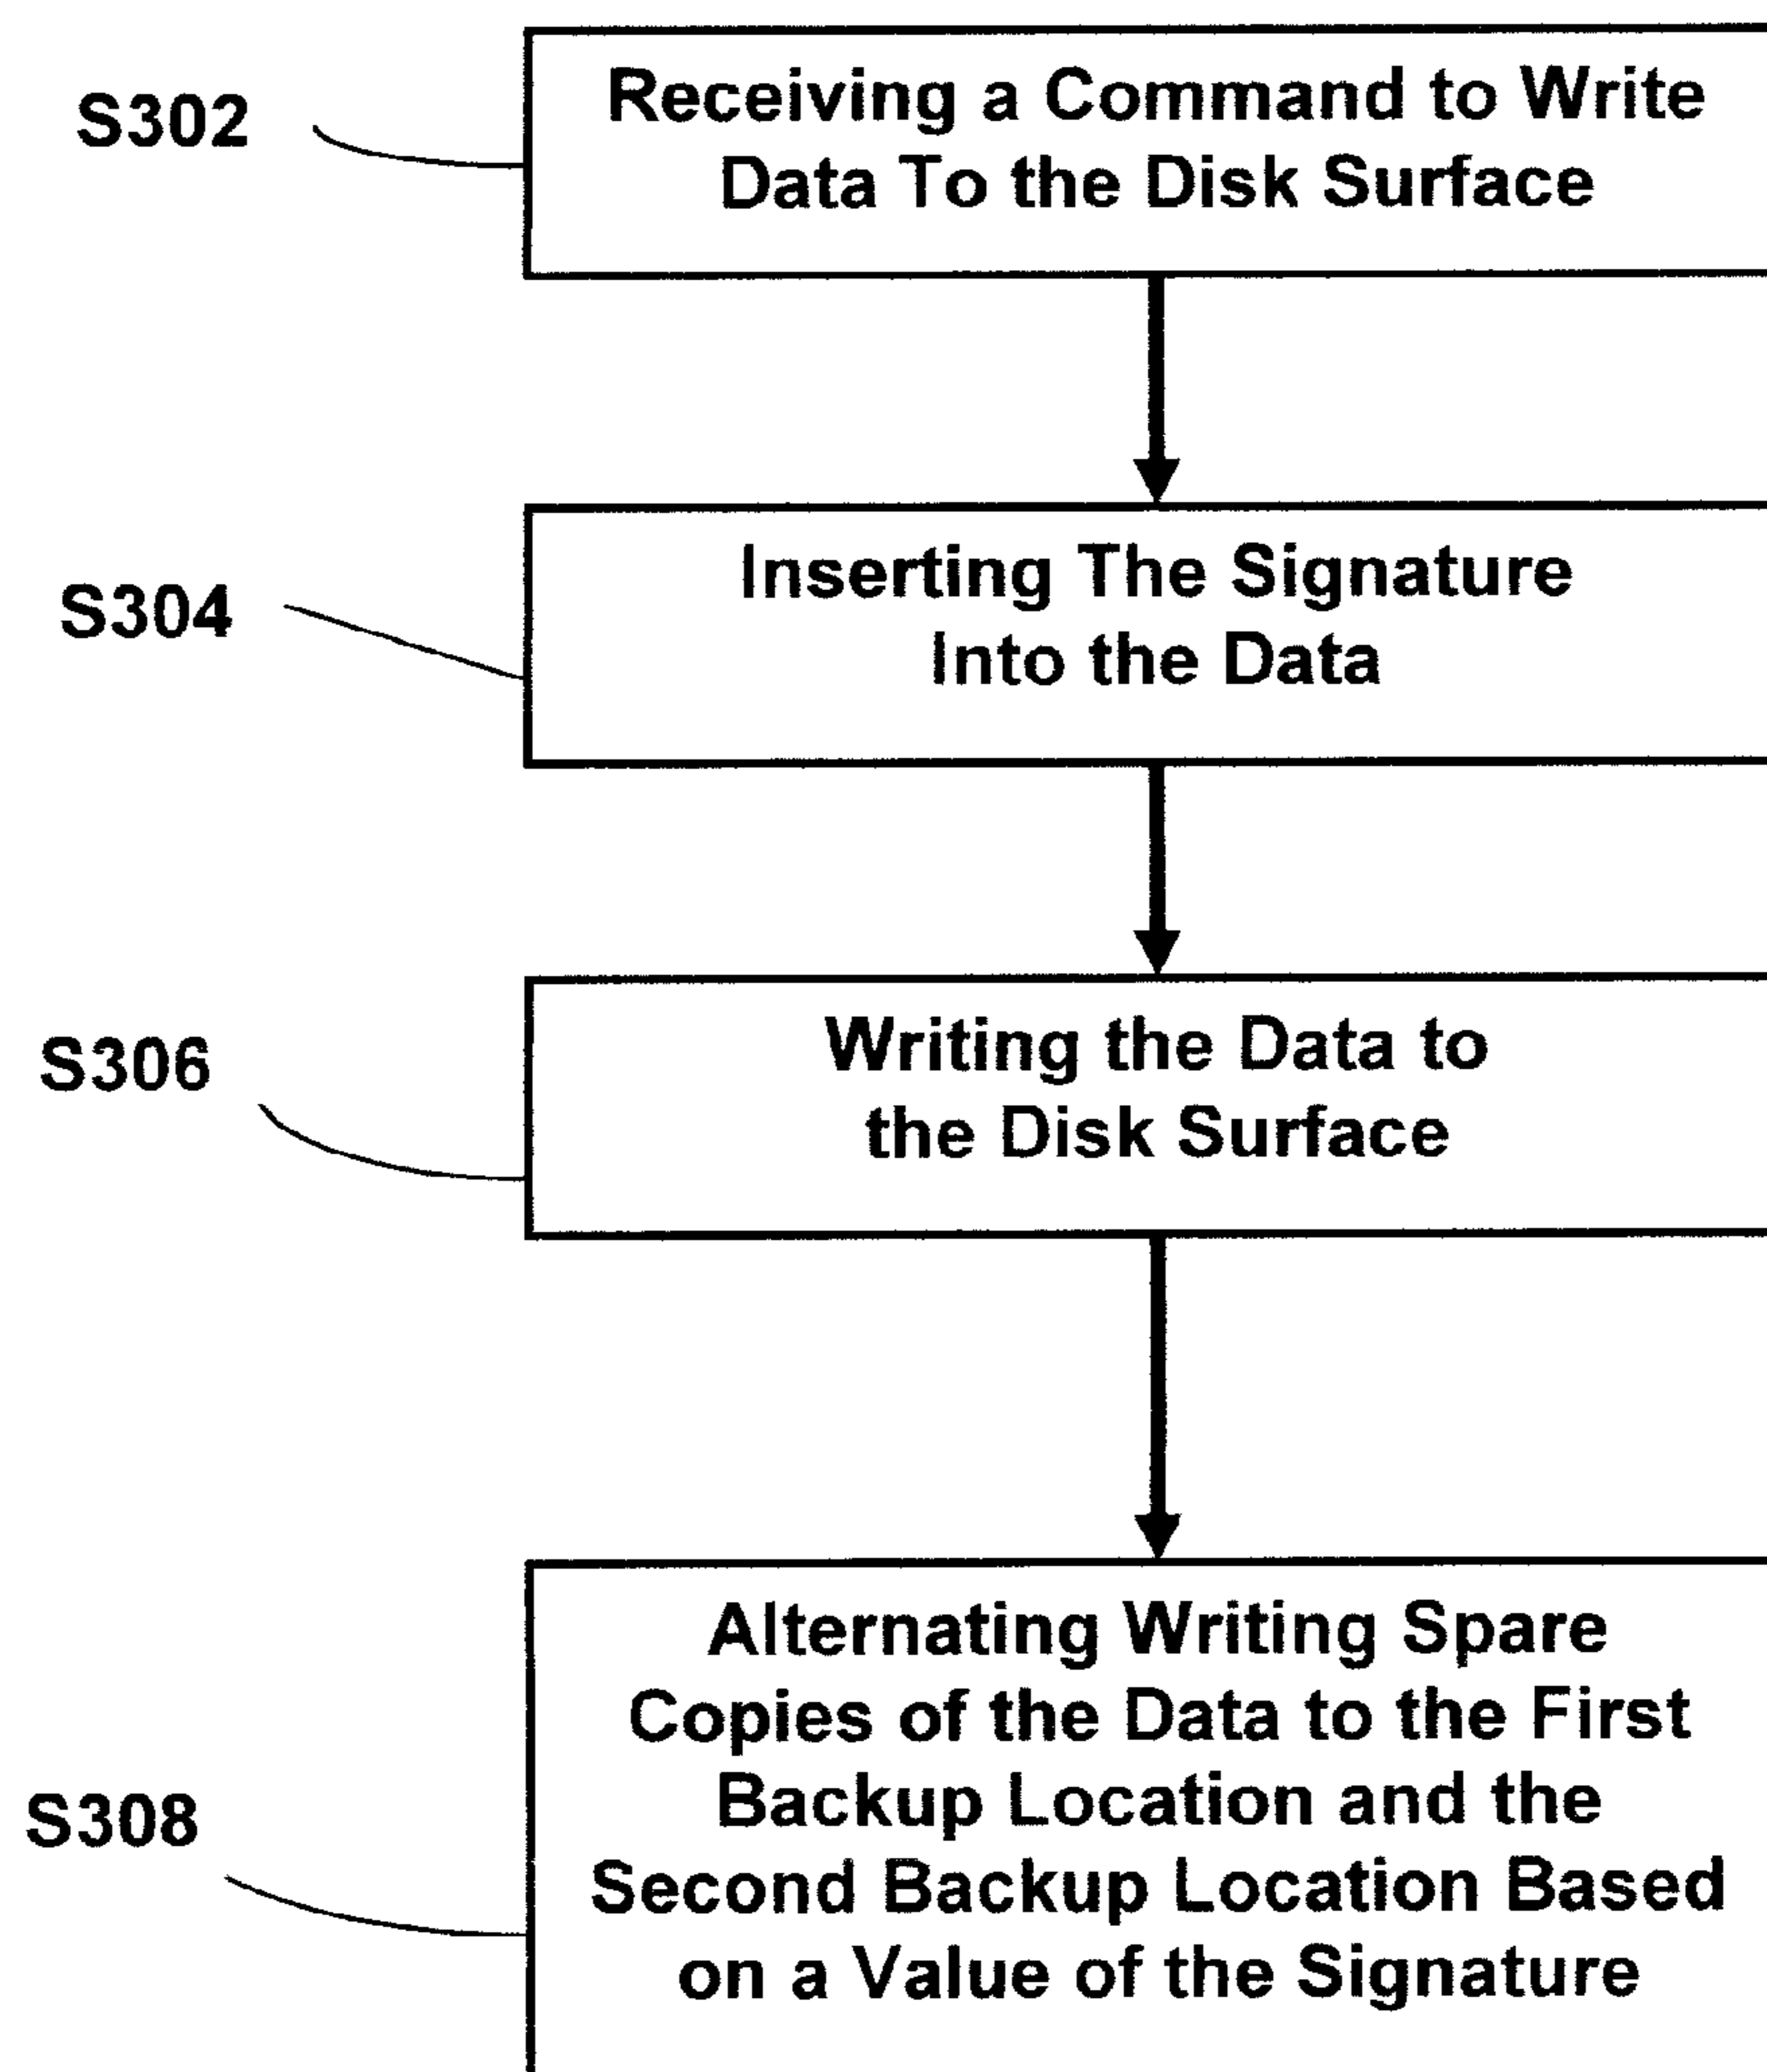 S302
Receiving a Command to Write
Data To the Disk Surface
S304
Inserting The Signature
Into the Data
S306
Writing the Data to
the Disk Surface
S308
Alternating Writing Spare
Copies of the Data to the First
Backup Location and the
Second Backup Location Based
on a Value of the Signature